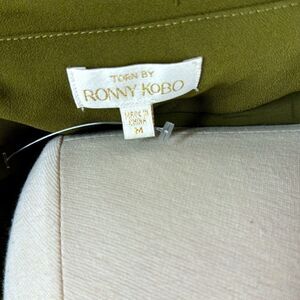 TORN BY
RONNY KOBO
MADE IN
CHINA
M